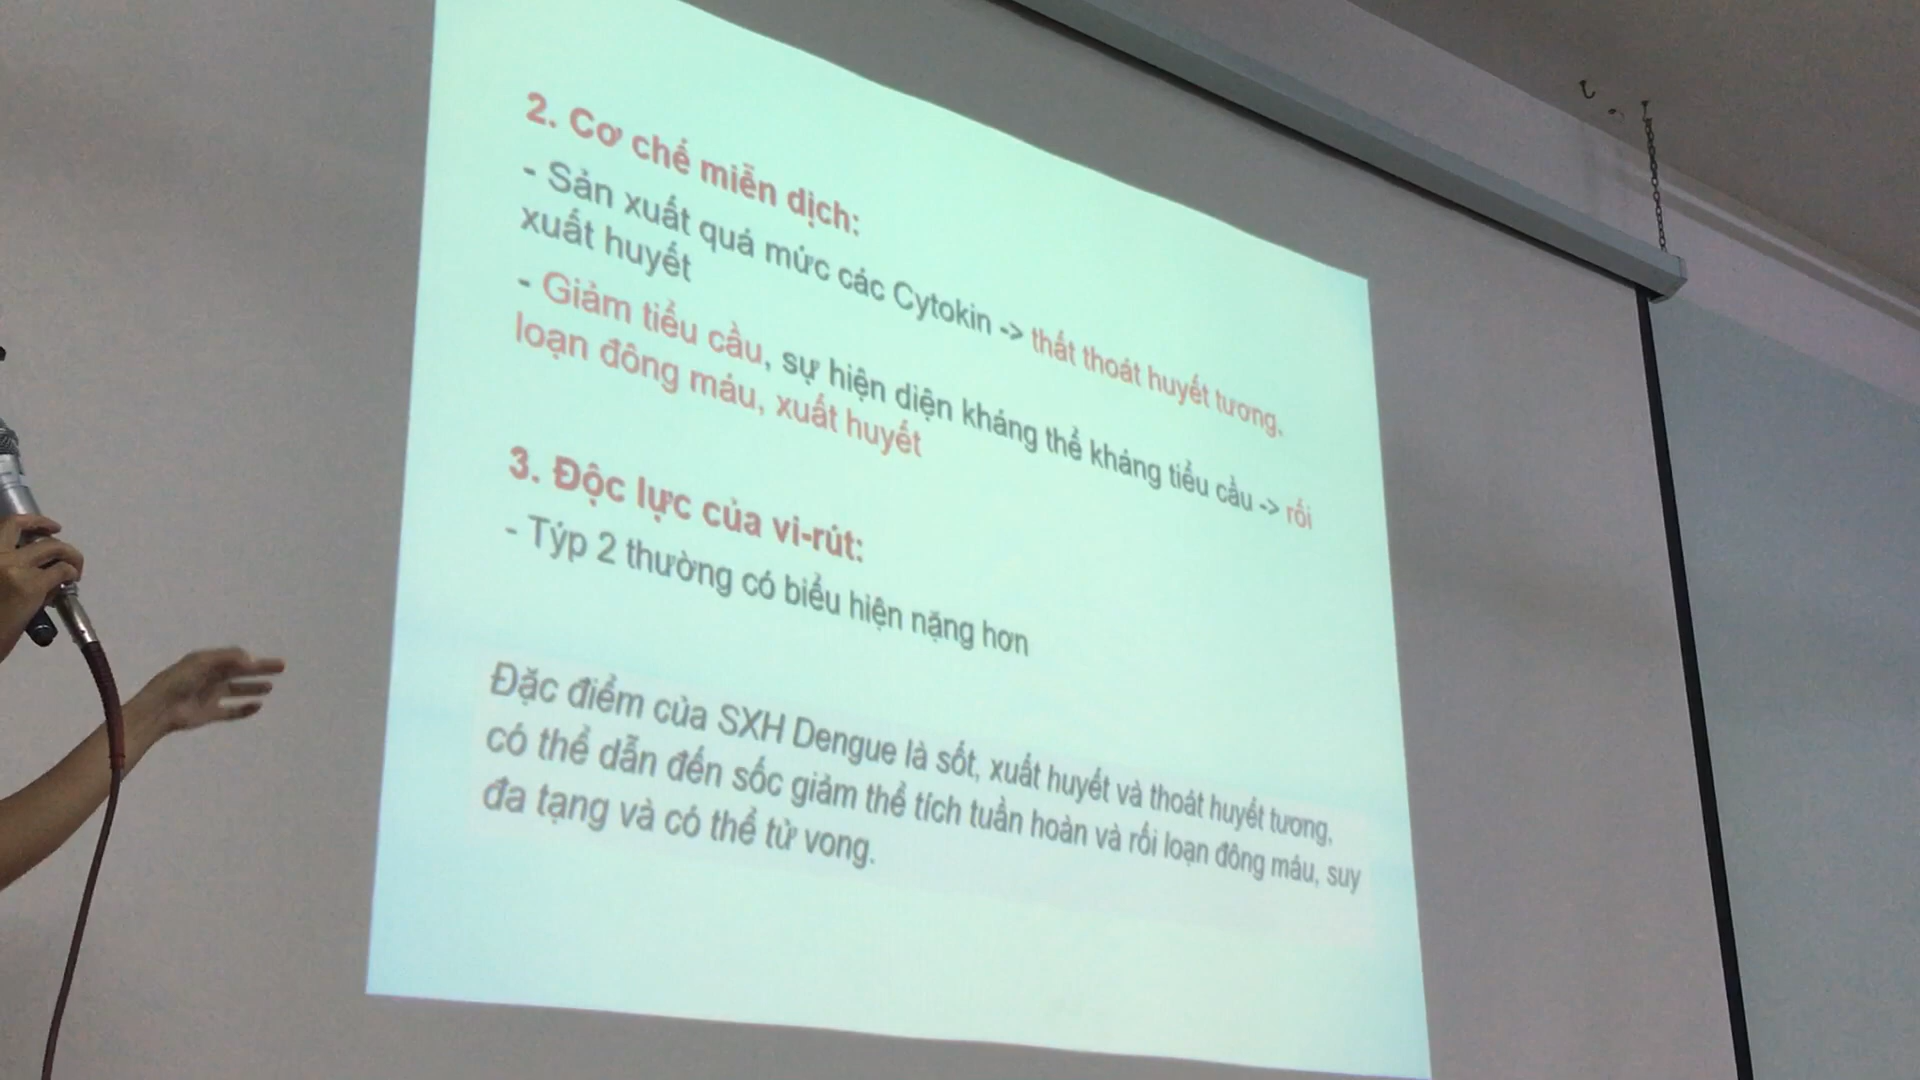 2. Cơ chế miễn dịch:
- Sản xuất quá mức các Cytokin -> thất thoát huyết tương,
xuất huyết
- Giảm tiểu cầu, sự hiện diện kháng thể kháng tiểu cầu -> rối
loạn đông máu, xuất huyết
3. Độc lực của vi-rút:
- Týp 2 thường có biểu hiện nặng hơn
Đặc điểm của SXH Dengue là sốt, xuất huyết và thoát huyết tương,
có thể dẫn đến sốc giảm thể tích tuần hoàn và rối loạn đông máu, suy
đa tạng và có thể tử vong.